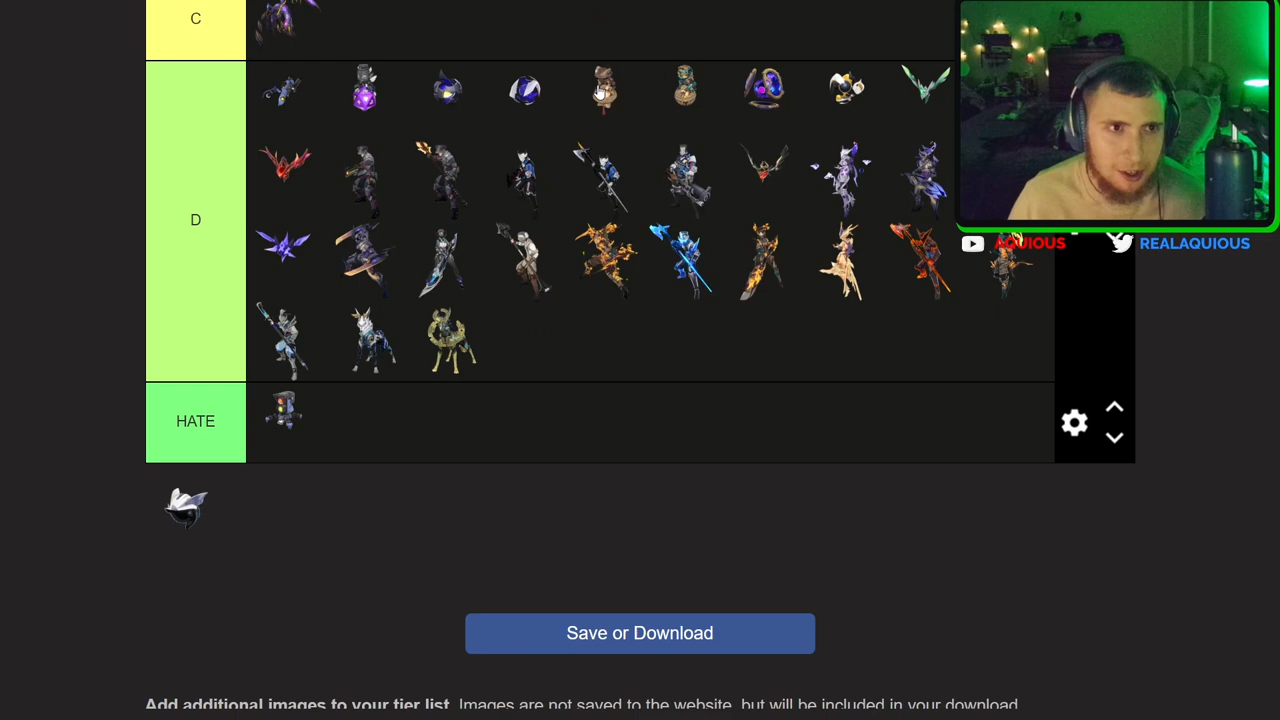 C
D
AQUIOUS REALAQUIOUS
HATE
Save or Download
Add additional images to your tier list. Images are not saved to the website, but will be included in your download.